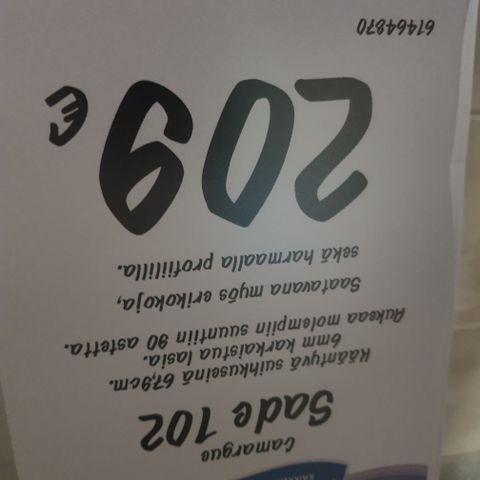 Camargue
Sade 102
Kääntyvä suihkuseinä 67,9cm.
6mm karkaistua lasia.
Aukeaa molempiin suuntiin 90 astetta.
Saatavana myös erikokoja,
sekä harmaalla profiililla.
209 €
61464870